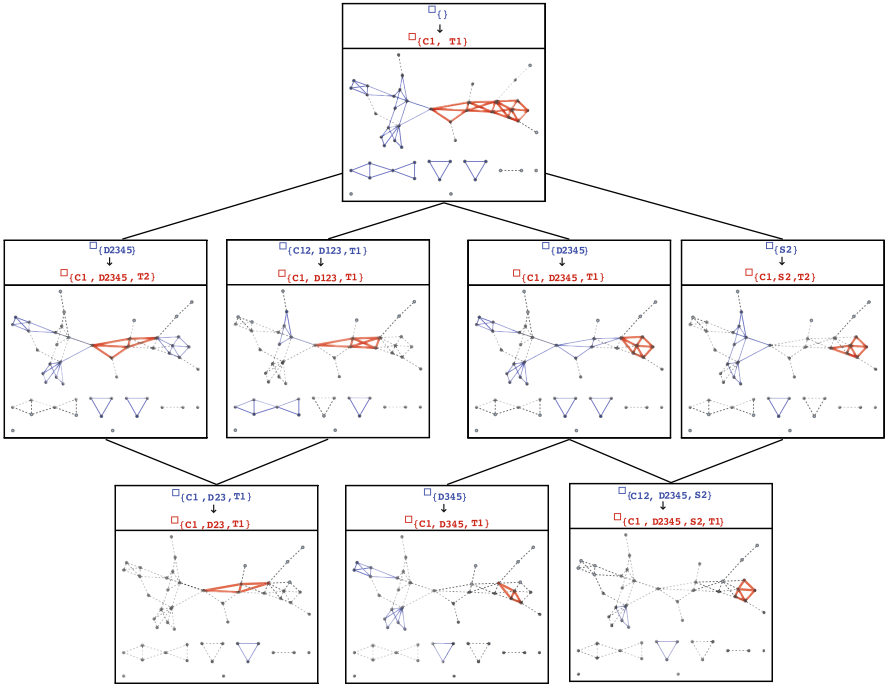 □{}
↓
□{C1, T1}
□{D2345}
↓
□{C1, D2345, T2}
□{C12, D123, T1}
↓
□{C1, D123, T1}
□{D2345}
↓
□{C1, D2345, T1}
□{S2}
↓
□{C1,S2,T2}
□{C1, D23, T1}
↓
□{C1, D23, T1}
□{D345}
↓
□{C1, D345, T1}
□{C12, D2345, S2}
↓
□{C1, D2345, S2, T1}